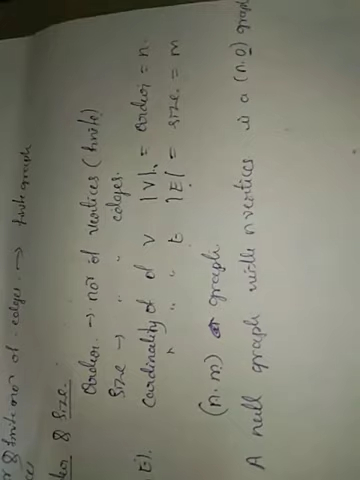 & finite no: of edges → finite graph
& Size.
Order → no: of vertices (finite)
Size → " " edges.
E). Cardinality of V |V| = order = n.
" " E |E| = size = m
(n,m) graph
A null graph with n vertices is a (n,0) graph